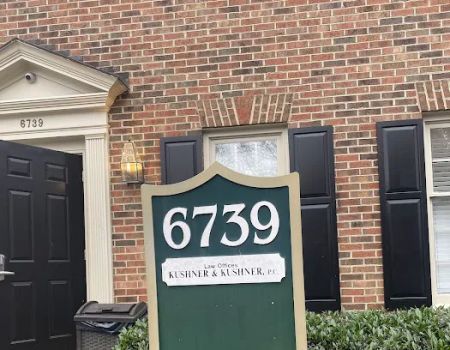 6739
6739
Law Offices
KUSHNER & KUSHNER, P.C.